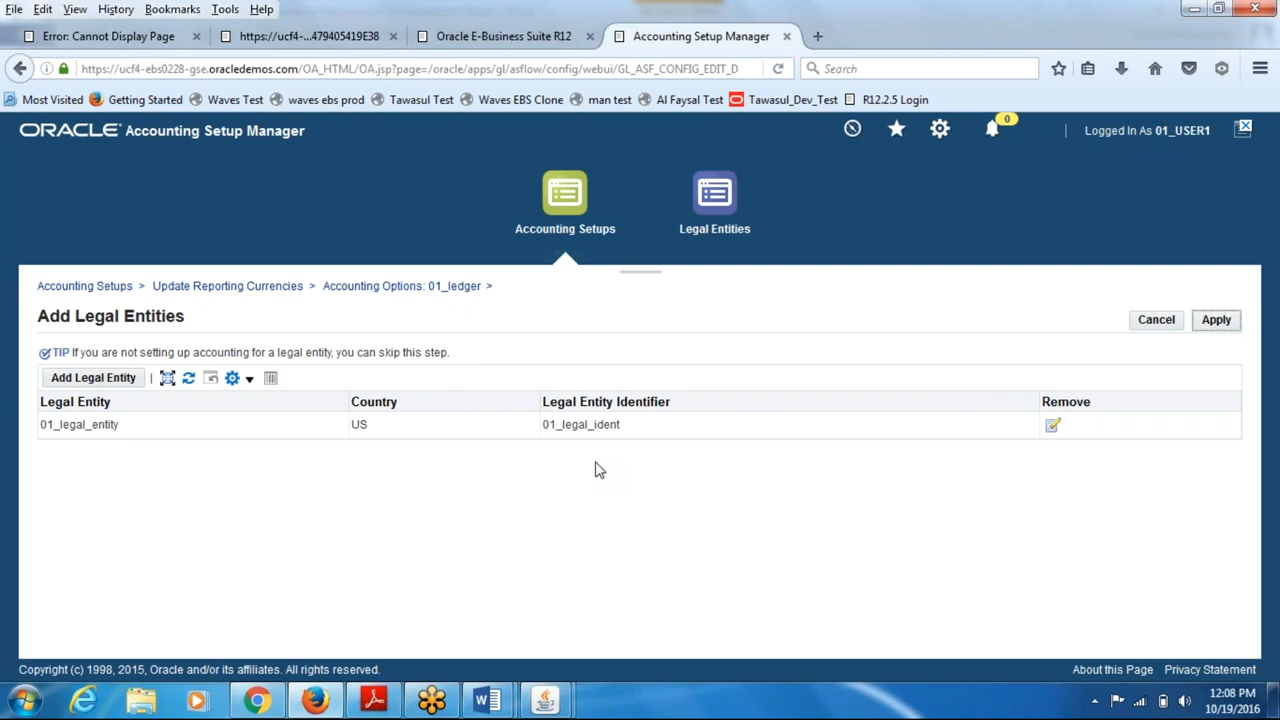 File Edit View History Bookmarks Tools Help
Error: Cannot Display Page × https://ucf4-...479405419E38 × Oracle E-Business Suite R12 × Accounting Setup Manager ×
https://ucf4-ebs0228-gse.oracledemos.com/OA_HTML/OA.jsp?page=/oracle/apps/gl/asflow/config/webui/GL_ASF_CONFIG_EDIT_D Search
Most Visited Getting Started Waves Test waves ebs prod Tawasul Test Waves EBS Clone man test Al Faysal Test Tawasul_Dev_Test R12.2.5 Login
ORACLE Accounting Setup Manager 0 Logged In As 01_USER1
Accounting Setups Legal Entities
Accounting Setups > Update Reporting Currencies > Accounting Options: 01_ledger >
Add Legal Entities Cancel Apply
TIP If you are not setting up accounting for a legal entity, you can skip this step.
Add Legal Entity
Legal Entity Country Legal Entity Identifier Remove
01_legal_entity US 01_legal_ident
Copyright (c) 1998, 2015, Oracle and/or its affiliates. All rights reserved. About this Page Privacy Statement
12:08 PM
10/19/2016